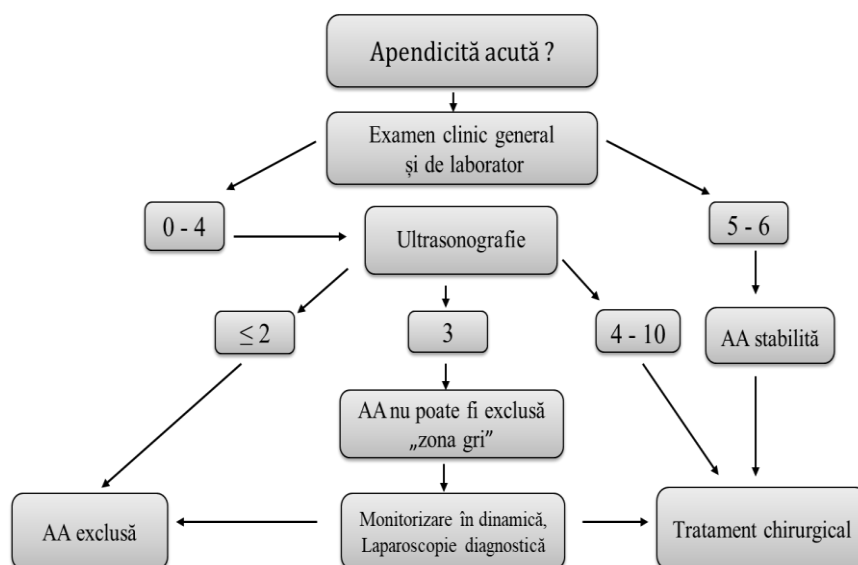 Apendicită acută ?
Examen clinic general
și de laborator
0 - 4
5 - 6
Ultrasonografie
≤ 2
3
4 - 10
AA stabilită
AA nu poate fi exclusă
„zona gri”
AA exclusă
Monitorizare în dinamică,
Laparoscopie diagnostică
Tratament chirurgical